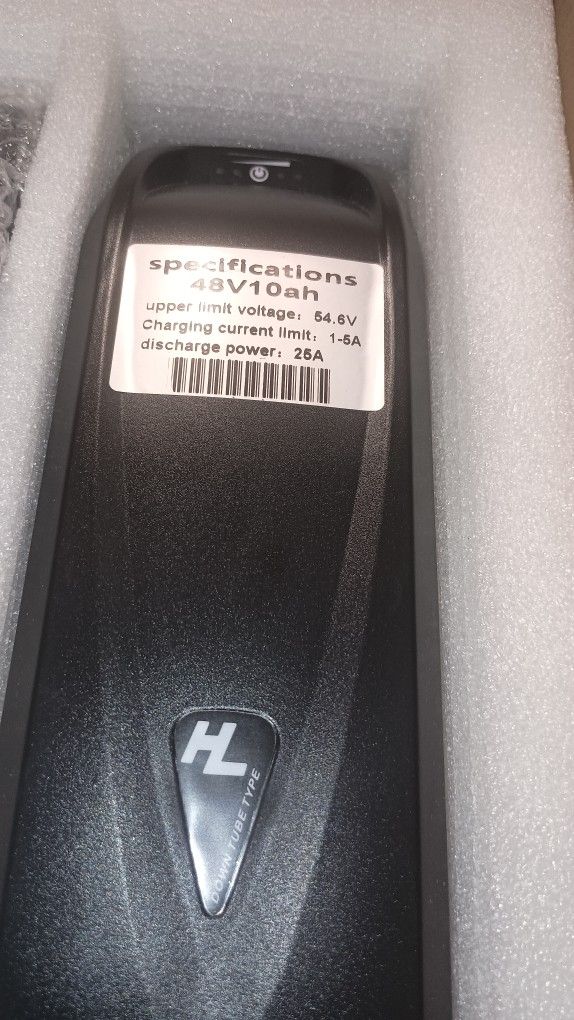 specifications
48V10ah
upper limit voltage: 54.6V
Charging current limit: 1-5A
discharge power: 25A
HL
DOWN TUBE TYPE